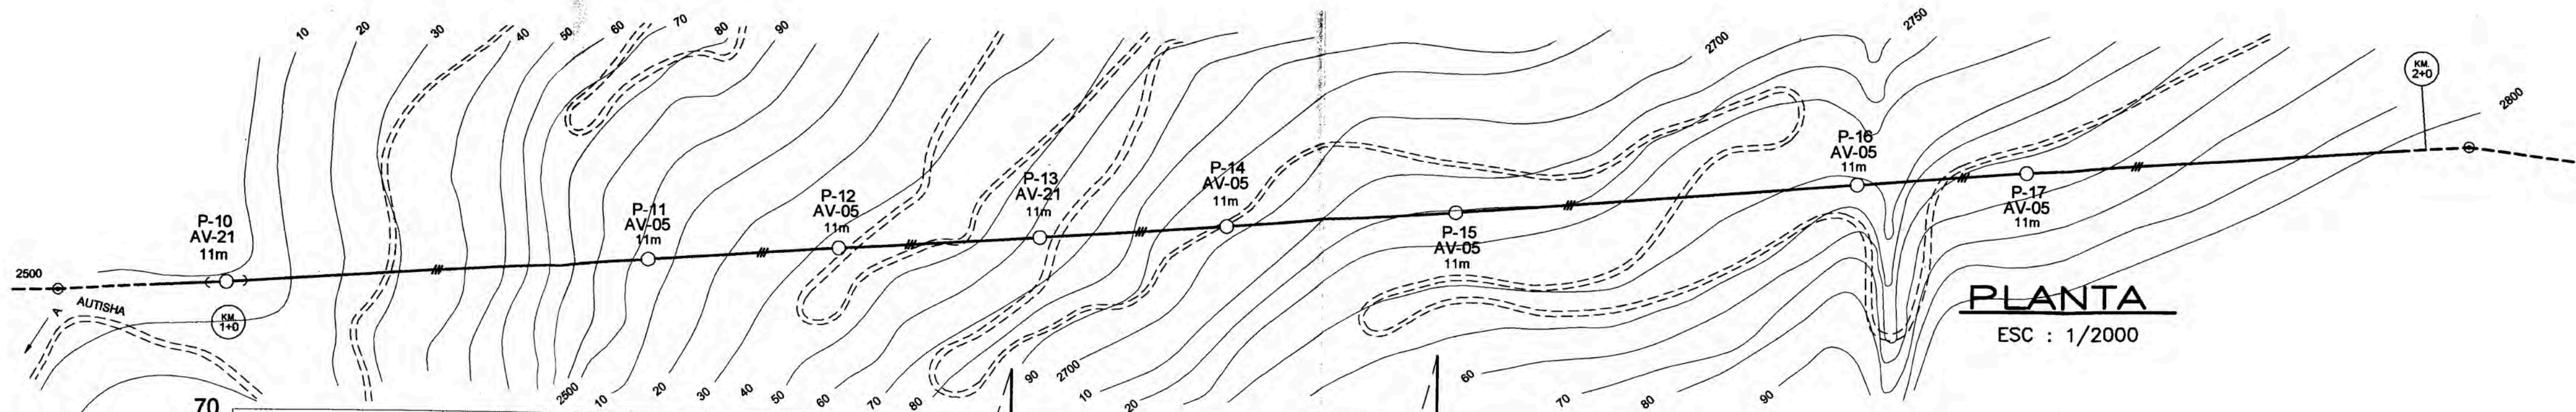 10
20
30
40
50
60
70
80
90
2700
2750
KM.
2+0
2800
P-10
AV-21
11m
P-11
AV-05
11m
P-12
AV-05
11m
P-13
AV-21
11m
P-14
AV-05
11m
P-15
AV-05
11m
P-16
AV-05
11m
P-17
AV-05
11m
2500
A
AUTISHA
KM.
1+0
PLANTA
ESC : 1/2000
2500
10
20
30
40
50
60
70
80
90
2700
10
20
60
70
80
90
70